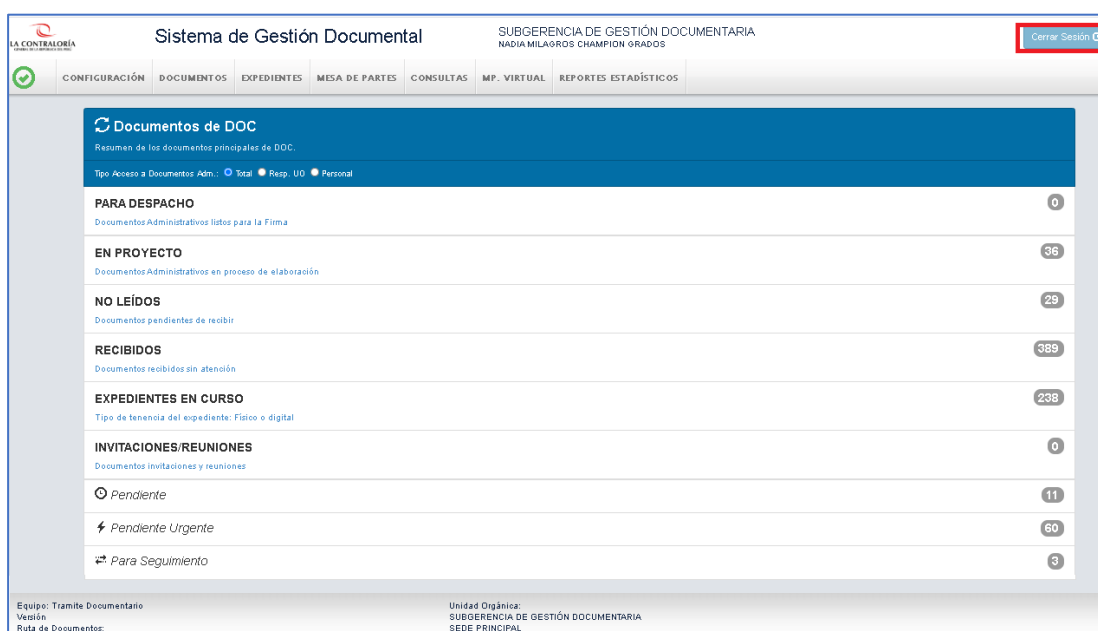 LA CONTRALORÍA
Sistema de Gestión Documental
SUBGERENCIA DE GESTIÓN DOCUMENTARIA
NADIA MILAGROS CHAMPION GRADOS
Cerrar Sesión
CONFIGURACIÓN DOCUMENTOS EXPEDIENTES MESA DE PARTES CONSULTAS MP. VIRTUAL REPORTES ESTADÍSTICOS
Documentos de DOC
Resumen de los documentos principales de DOC.
Tipo Acceso a Documentos Adm.: Total Resp. UO Personal
PARA DESPACHO 0
Documentos Administrativos listos para la Firma
EN PROYECTO 36
Documentos Administrativos en proceso de elaboración
NO LEÍDOS 29
Documentos pendientes de recibir
RECIBIDOS 389
Documentos recibidos sin atención
EXPEDIENTES EN CURSO 238
Tipo de tenencia del expediente: Físico o digital
INVITACIONES/REUNIONES 0
Documentos invitaciones y reuniones
Pendiente 11
Pendiente Urgente 60
Para Seguimiento 3
Equipo: Tramite Documentario
Versión
Ruta de Documentos:
Unidad Orgánica:
SUBGERENCIA DE GESTIÓN DOCUMENTARIA
SEDE PRINCIPAL